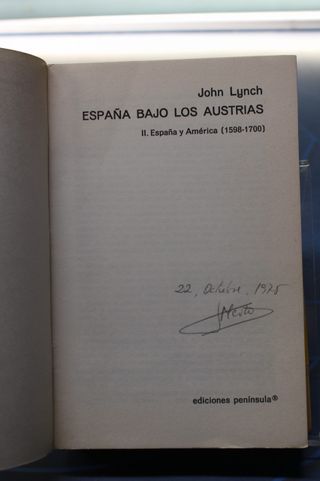 John Lynch
ESPAÑA BAJO LOS AUSTRIAS
II. España y América (1598-1700)
22, Octubre, 1975
ediciones península®